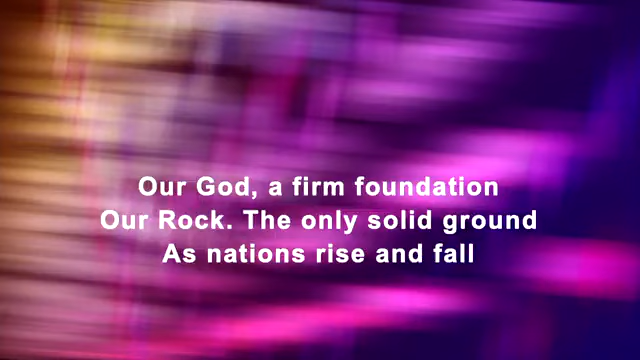 Our God, a firm foundation
Our Rock. The only solid ground
As nations rise and fall